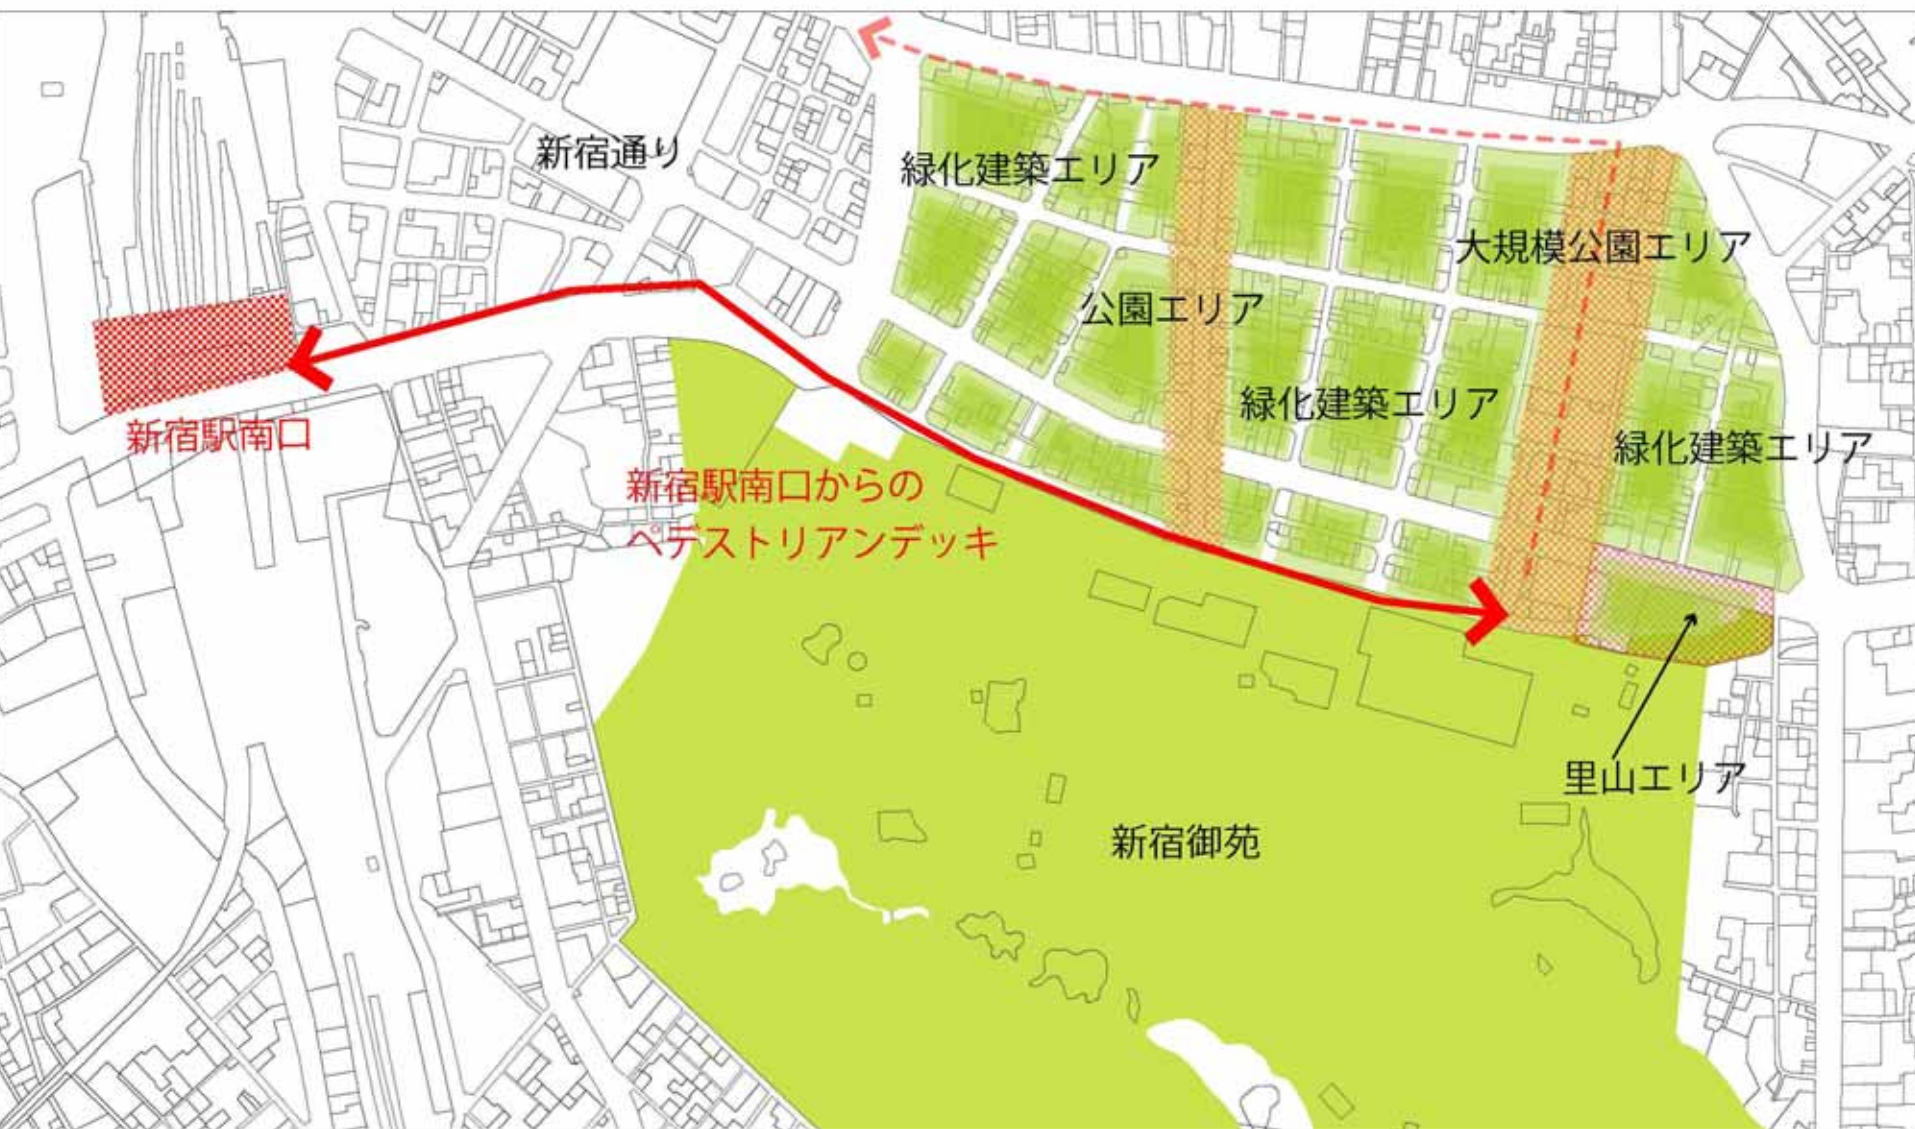 新宿通り
緑化建築エリア
大規模公園エリア
公園エリア
緑化建築エリア
新宿駅南口
緑化建築エリア
新宿駅南口からの
ペデストリアンデッキ
里山エリア
新宿御苑